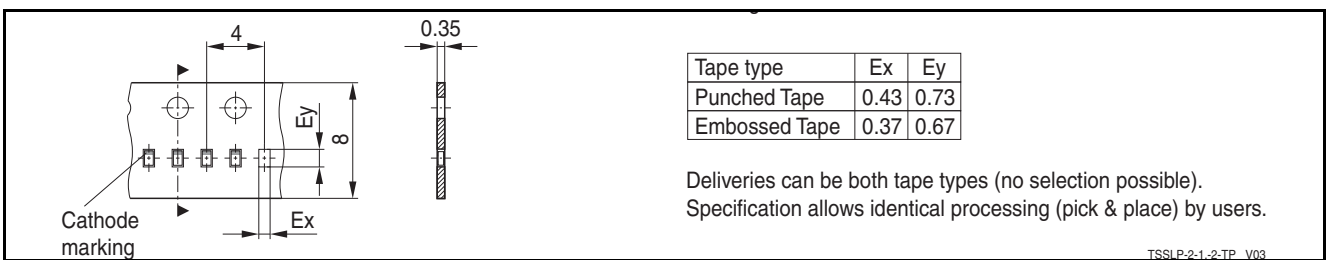 4
0.35
Ey
8
Ex
Cathode
marking
Tape type Ex Ey
Punched Tape 0.43 0.73
Embossed Tape 0.37 0.67
Deliveries can be both tape types (no selection possible).
Specification allows identical processing (pick & place) by users.
TSSLP-2-1,-2-TP V03